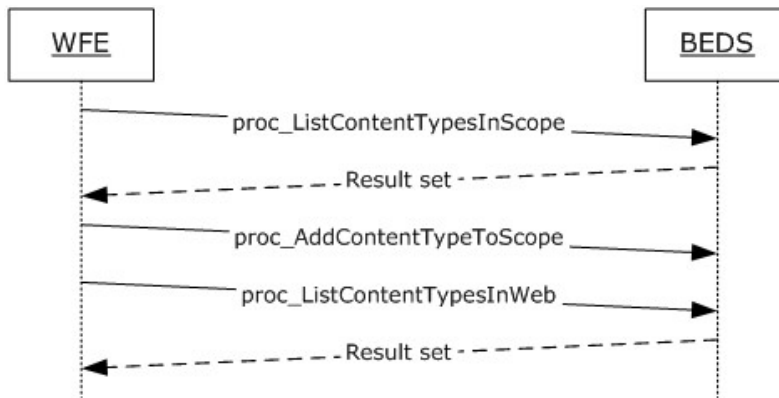 WFE
BEDS
proc_ListContentTypesInScope
Result set
proc_AddContentTypeToScope
proc_ListContentTypesInWeb
Result set